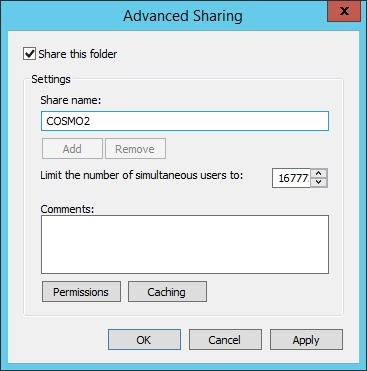 Advanced Sharing
x
Share this folder
Settings
Share name:
COSMO2
Add Remove
Limit the number of simultaneous users to: 16777
Comments:
Permissions Caching
OK Cancel Apply